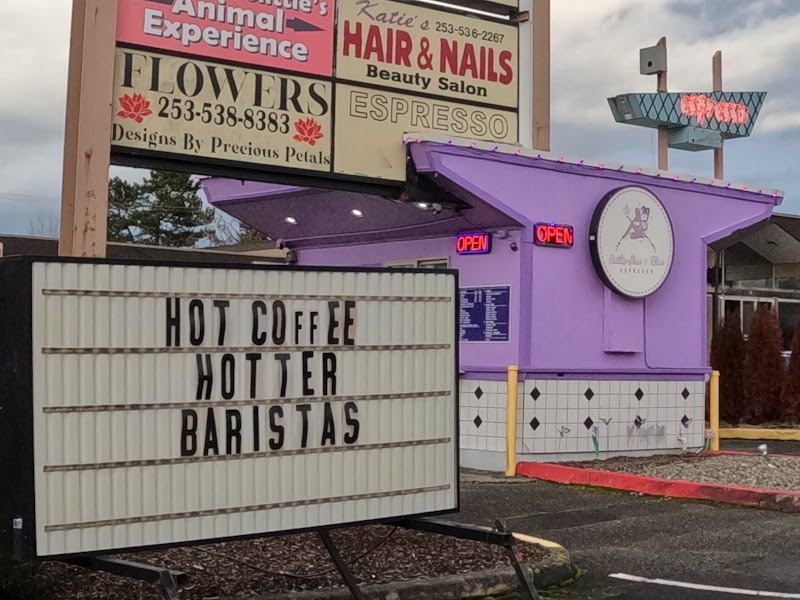 Animal
Experience
Katie's 253-536-2267
HAIR & NAILS
Beauty Salon
FLOWERS
253-538-8383
Designs By Precious Petals
ESPRESSO
OPEN
OPEN
ESPRESSO
HOT COFFEE
HOTTER
BARISTAS